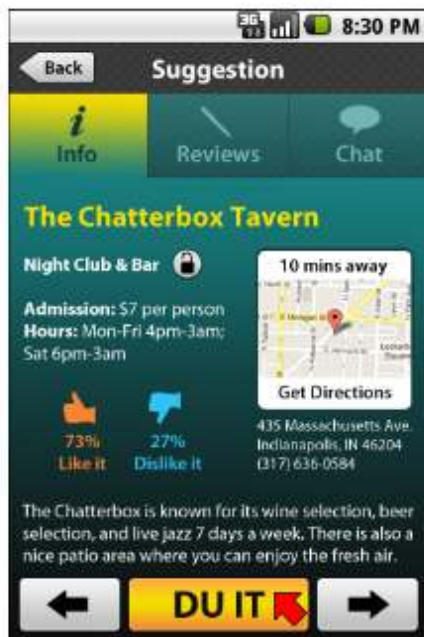 3G 8:30 PM
Back Suggestion
i
Info Reviews Chat
The Chatterbox Tavern
Night Club & Bar
10 mins away
Admission: $7 per person
Hours: Mon-Fri 4pm-3am;
Sat 6pm-3am
Get Directions
73% 27%
Like it Dislike it
435 Massachusetts Ave.
Indianapolis, IN 46204
(317) 636-0584
The Chatterbox is known for its wine selection, beer
selection, and live jazz 7 days a week. There is also a
nice patio area where you can enjoy the fresh air.
DU IT